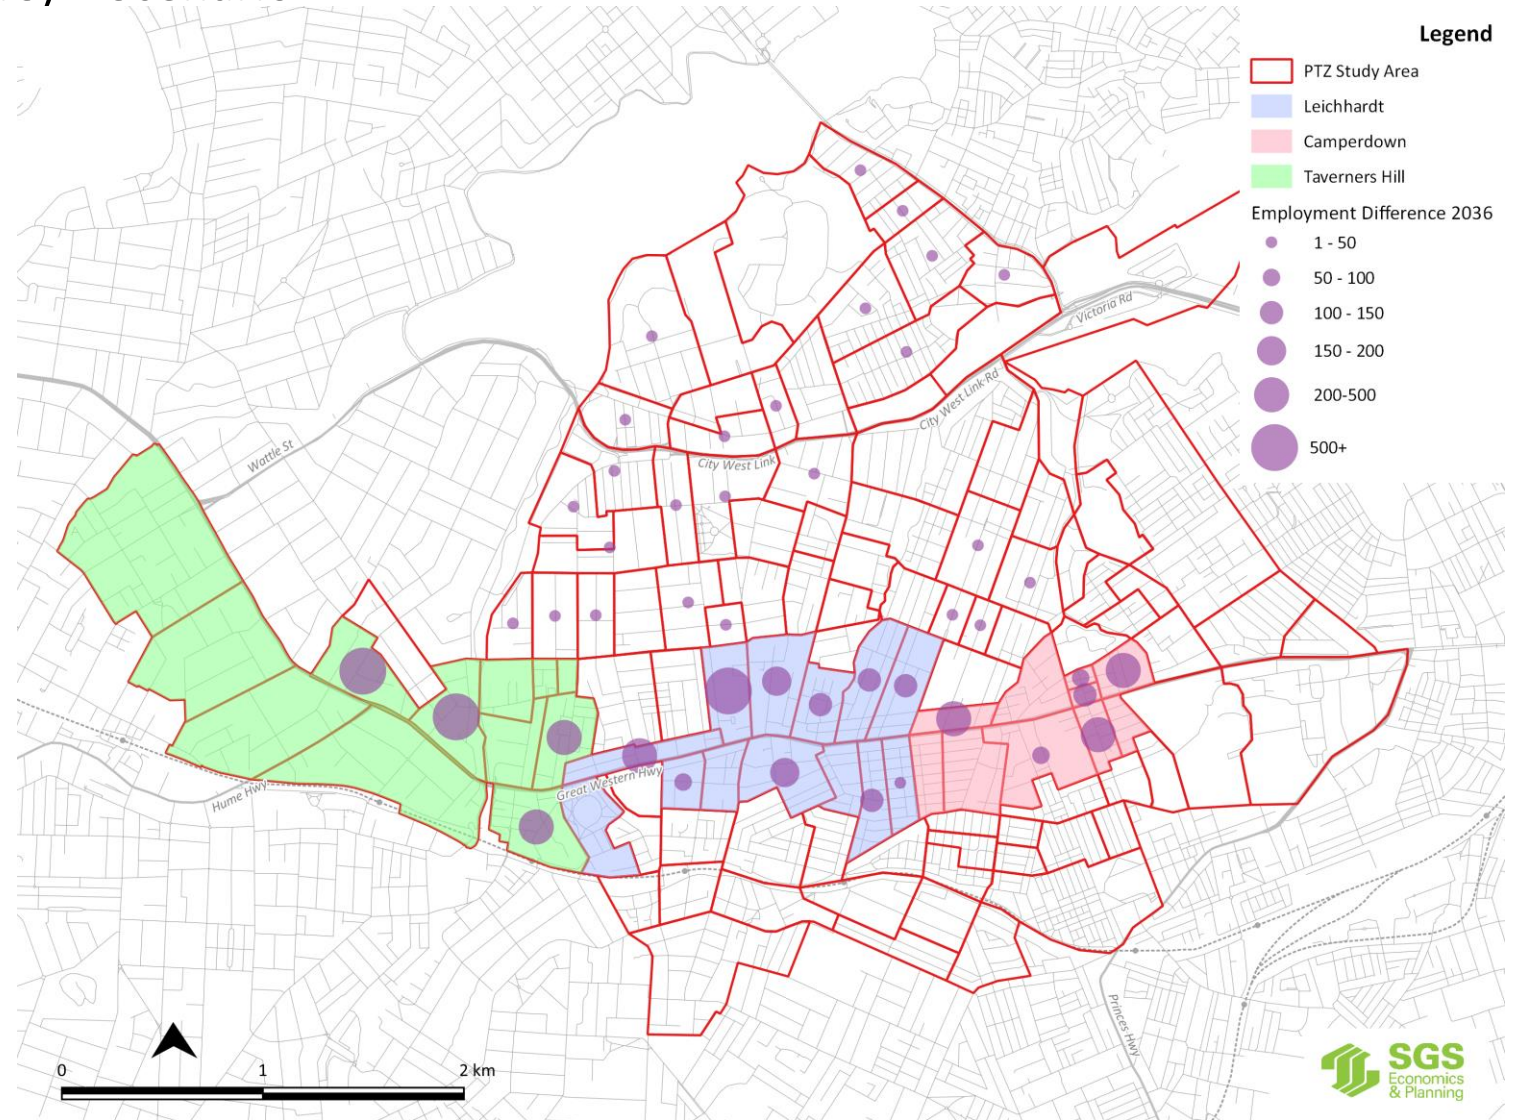 Legend
PTZ Study Area
Leichhardt
Camperdown
Taverners Hill
Employment Difference 2036
1 - 50
50 - 100
100 - 150
150 - 200
200-500
500+
Victoria Rd
City West Link Rd
City West Link
Wattle St
Great Western Hwy
Hume Hwy
Princes Hwy
0 1 2 km
SGS
Economics
& Planning